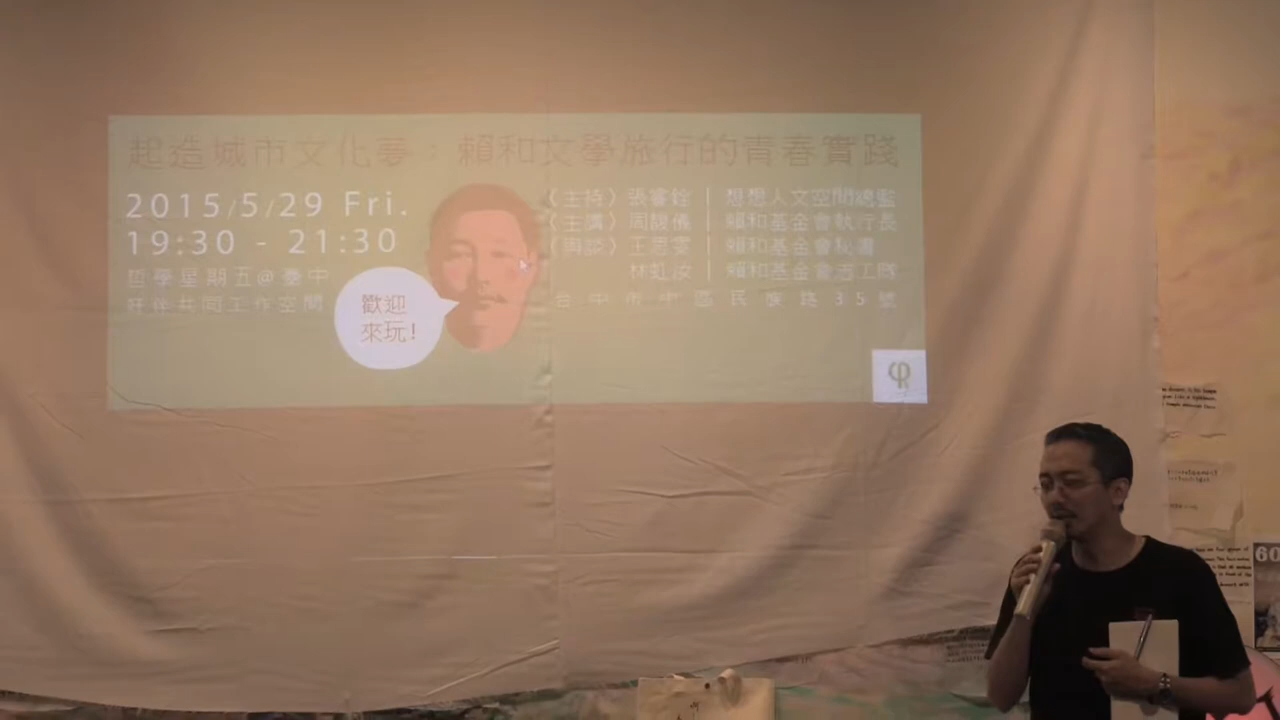 起造城市文化夢：賴和文學旅行的青春實踐
2015/5/29 Fri.
19:30 - 21:30
哲學星期五@臺中
好伴共同工作空間
歡迎
來玩!
（主持）張睿銓｜想想人文空間總監
（主講）周馥儀｜賴和基金會執行長
（與談）王思雯｜賴和基金會秘書
林虹汝｜賴和基金會志工隊
台中市中區民族路35號
φ
60